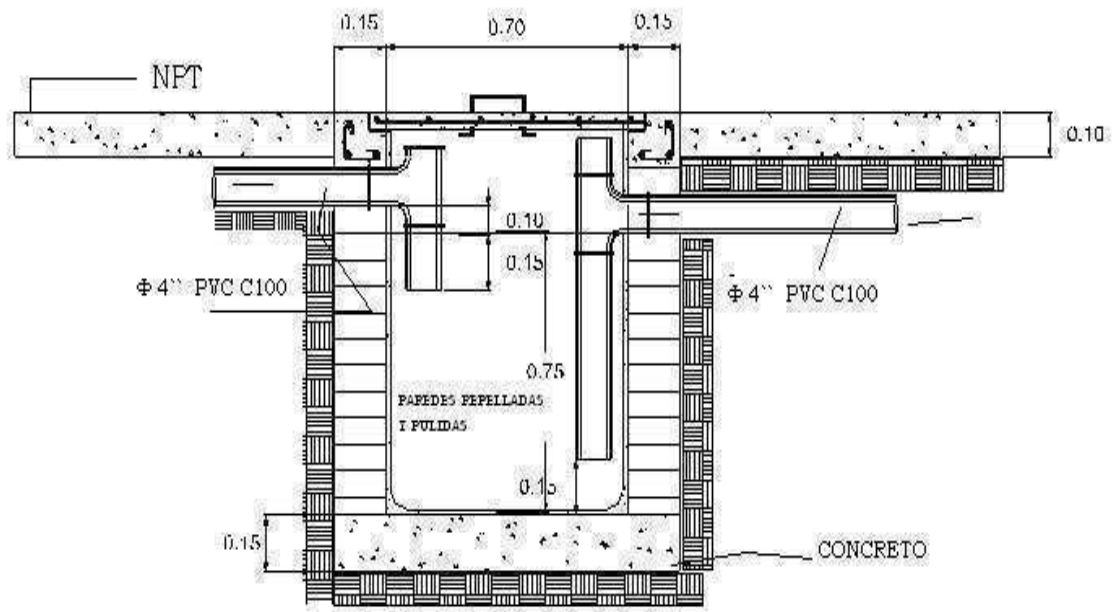 0.15
0.70
0.15
NPT
0.10
0.10
0.15
Φ 4`` PVC C100
Φ 4`` PVC C100
0.75
PAREDES REPELLADAS
Y PULIDAS
0.15
0.15
CONCRETO